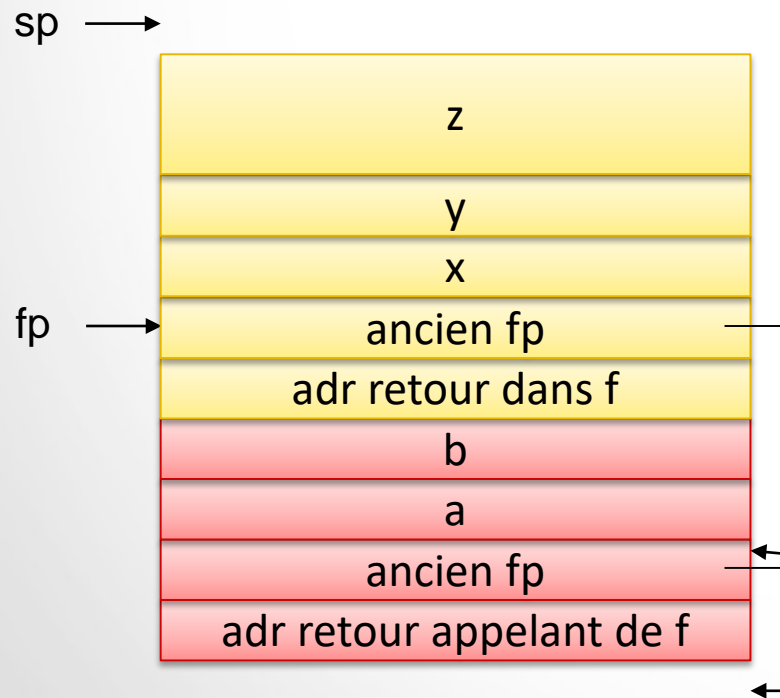 sp
z
y
x
fp
ancien fp
adr retour dans f
b
a
ancien fp
adr retour appelant de f